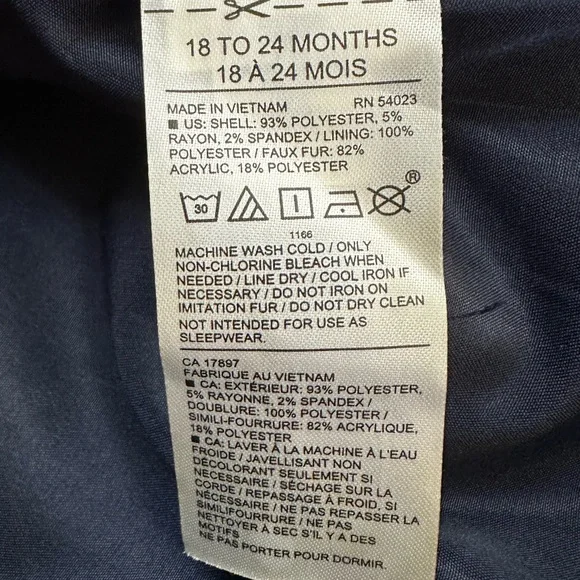 18 TO 24 MONTHS
18 À 24 MOIS
MADE IN VIETNAM RN 54023
■ US: SHELL: 93% POLYESTER, 5%
RAYON, 2% SPANDEX / LINING: 100%
POLYESTER / FAUX FUR: 82%
ACRYLIC, 18% POLYESTER
30
®
1166
MACHINE WASH COLD / ONLY
NON-CHLORINE BLEACH WHEN
NEEDED / LINE DRY / COOL IRON IF
NECESSARY / DO NOT IRON ON
IMITATION FUR / DO NOT DRY CLEAN
NOT INTENDED FOR USE AS
SLEEPWEAR.
CA 17897
FABRIQUE AU VIETNAM
■ CA: EXTÉRIEUR: 93% POLYESTER,
5% RAYONNE, 2% SPANDEX /
DOUBLURE: 100% POLYESTER /
SIMILI-FOURRURE: 82% ACRYLIQUE,
18% POLYESTER
■ CA: LAVER À LA MACHINE À L'EAU
FROIDE / JAVELLISANT NON
DÉCOLORANT SEULEMENT SI
NÉCESSAIRE / SÉCHAGE SUR LA
CORDE / REPASSAGE À FROID, SI
NÉCESSAIRE / NE PAS REPASSER LA
SIMILIFOURRURE / NE PAS
NETTOYER À SEC S'IL Y A DES
MOTIFS
NE PAS PORTER POUR DORMIR.